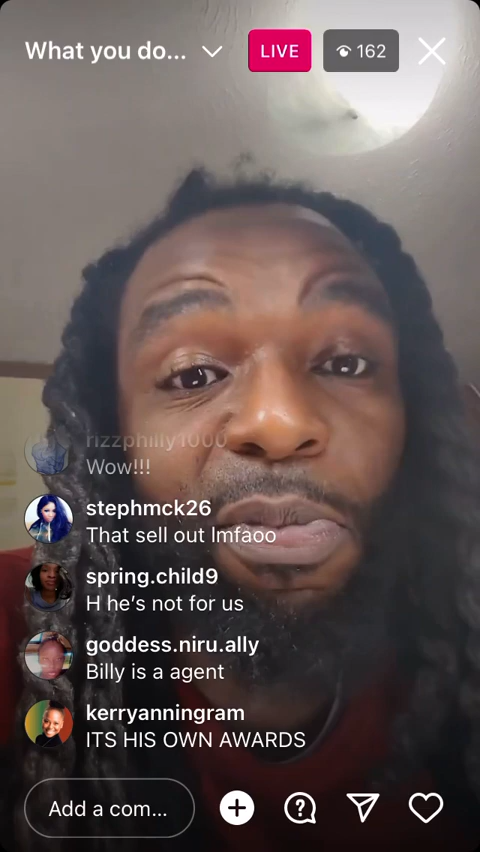 What you do...
LIVE
162
rizzphilly1000
Wow!!!
stephmck26
That sell out lmfaoo
spring.child9
H he’s not for us
goddess.niru.ally
Billy is a agent
kerryanningram
ITS HIS OWN AWARDS
Add a com...